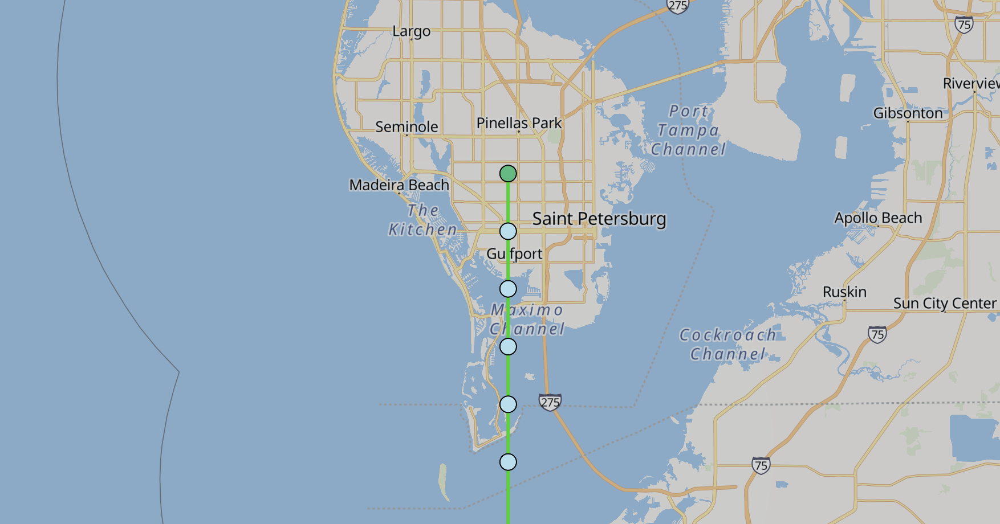 275
75
Largo
Riverview
Port
Tampa
Channel
Gibsonton
Pinellas Park
Seminole
Madeira Beach
The
Kitchen
Saint Petersburg
Apollo Beach
Gulfport
Ruskin
Sun City Center
Maximo
Channel
Cockroach
Channel
75
275
75